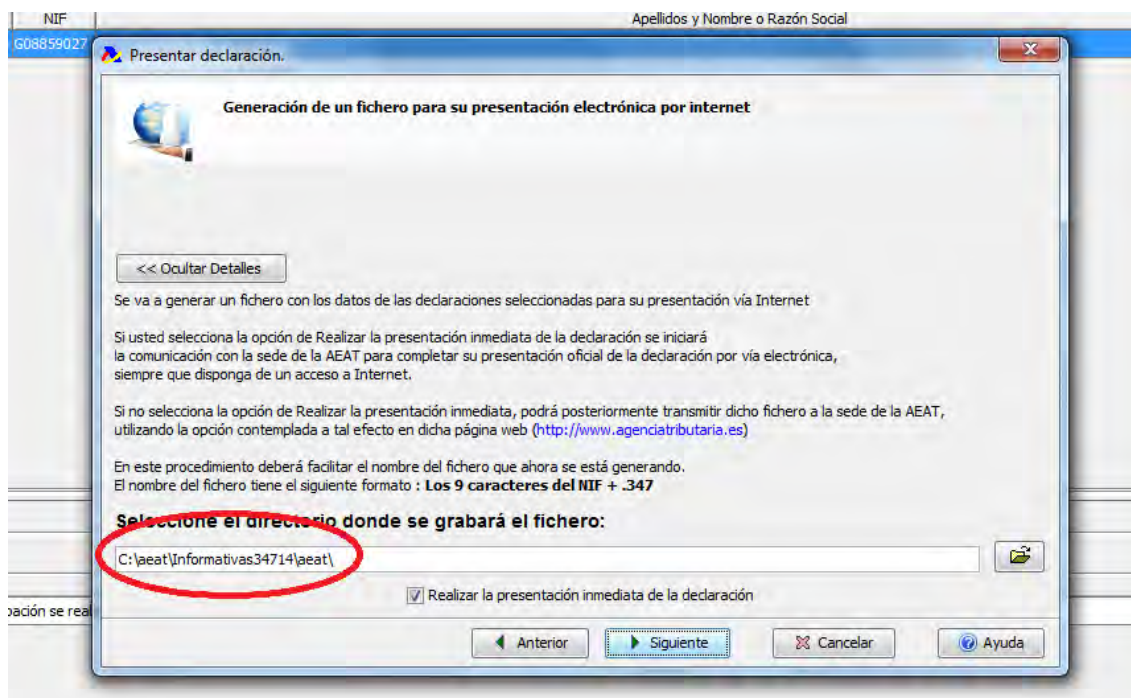 NIF
Apellidos y Nombre o Razón Social
G08859027
Presentar declaración.
Generación de un fichero para su presentación electrónica por internet
<< Ocultar Detalles
Se va a generar un fichero con los datos de las declaraciones seleccionadas para su presentación vía Internet
Si usted selecciona la opción de Realizar la presentación inmediata de la declaración se iniciará
la comunicación con la sede de la AEAT para completar su presentación oficial de la declaración por vía electrónica,
siempre que disponga de un acceso a Internet.
Si no selecciona la opción de Realizar la presentación inmediata, podrá posteriormente transmitir dicho fichero a la sede de la AEAT,
utilizando la opción contemplada a tal efecto en dicha página web (http://www.agenciatributaria.es)
En este procedimiento deberá facilitar el nombre del fichero que ahora se está generando.
El nombre del fichero tiene el siguiente formato : Los 9 caracteres del NIF + .347
Seleccione el directorio donde se grabará el fichero:
C:\aeat\Informativas34714\aeat\
Realizar la presentación inmediata de la declaración
pación se real
Anterior
Siguiente
Cancelar
Ayuda